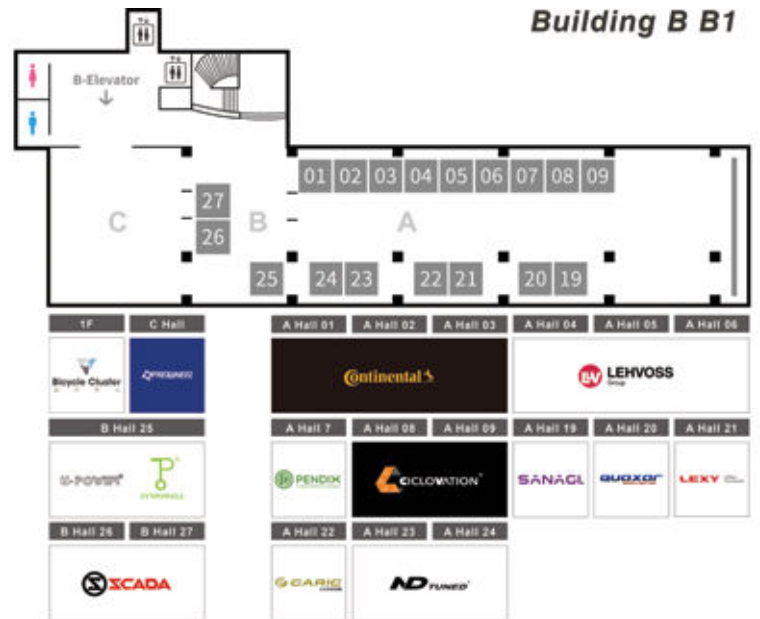 Building B B1
B-Elevator
01 02 03 04 05 06 07 08 09
27
C B A
26
25 24 23 22 21 20 19
1F C Hall A Hall 01 A Hall 02 A Hall 03 A Hall 04 A Hall 05 A Hall 06
Bicycle Cluster
Continental
LEHVOSS
Group
B Hall 25 A Hall 7 A Hall 08 A Hall 09 A Hall 19 A Hall 20 A Hall 21
U-POWER PENDIX CICLOVATION SANAGI QUAXAR LEXY
B Hall 26 B Hall 27 A Hall 22 A Hall 23 A Hall 24
SCADA
ND TUNED